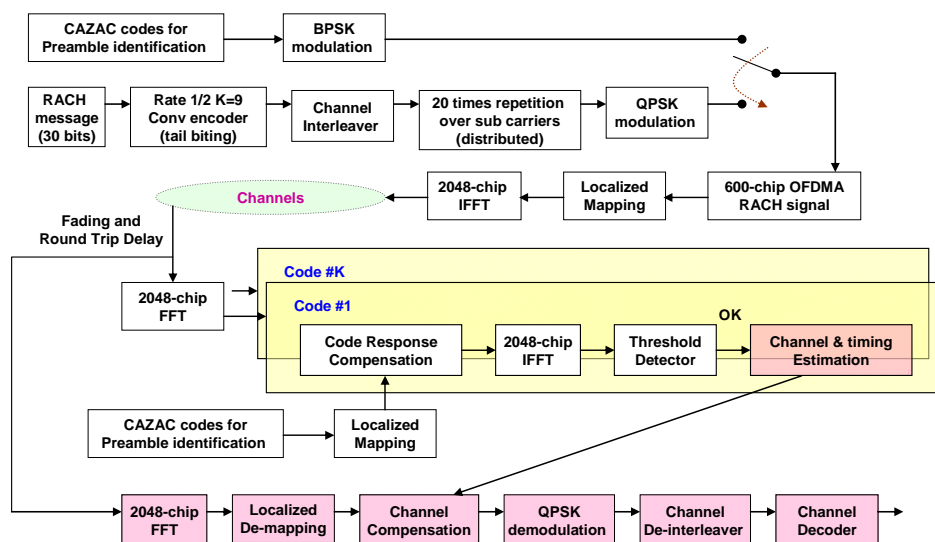 CAZAC codes for
Preamble identification
BPSK
modulation
RACH
message
(30 bits)
Rate 1/2 K=9
Conv encoder
(tail biting)
Channel
Interleaver
20 times repetition
over sub carriers
(distributed)
QPSK
modulation
Channels
2048-chip
IFFT
Localized
Mapping
600-chip OFDMA
RACH signal
Fading and
Round Trip Delay
2048-chip
FFT
Code #K
Code #1
OK
Code Response
Compensation
2048-chip
IFFT
Threshold
Detector
Channel & timing
Estimation
CAZAC codes for
Preamble identification
Localized
Mapping
2048-chip
FFT
Localized
De-mapping
Channel
Compensation
QPSK
demodulation
Channel
De-interleaver
Channel
Decoder